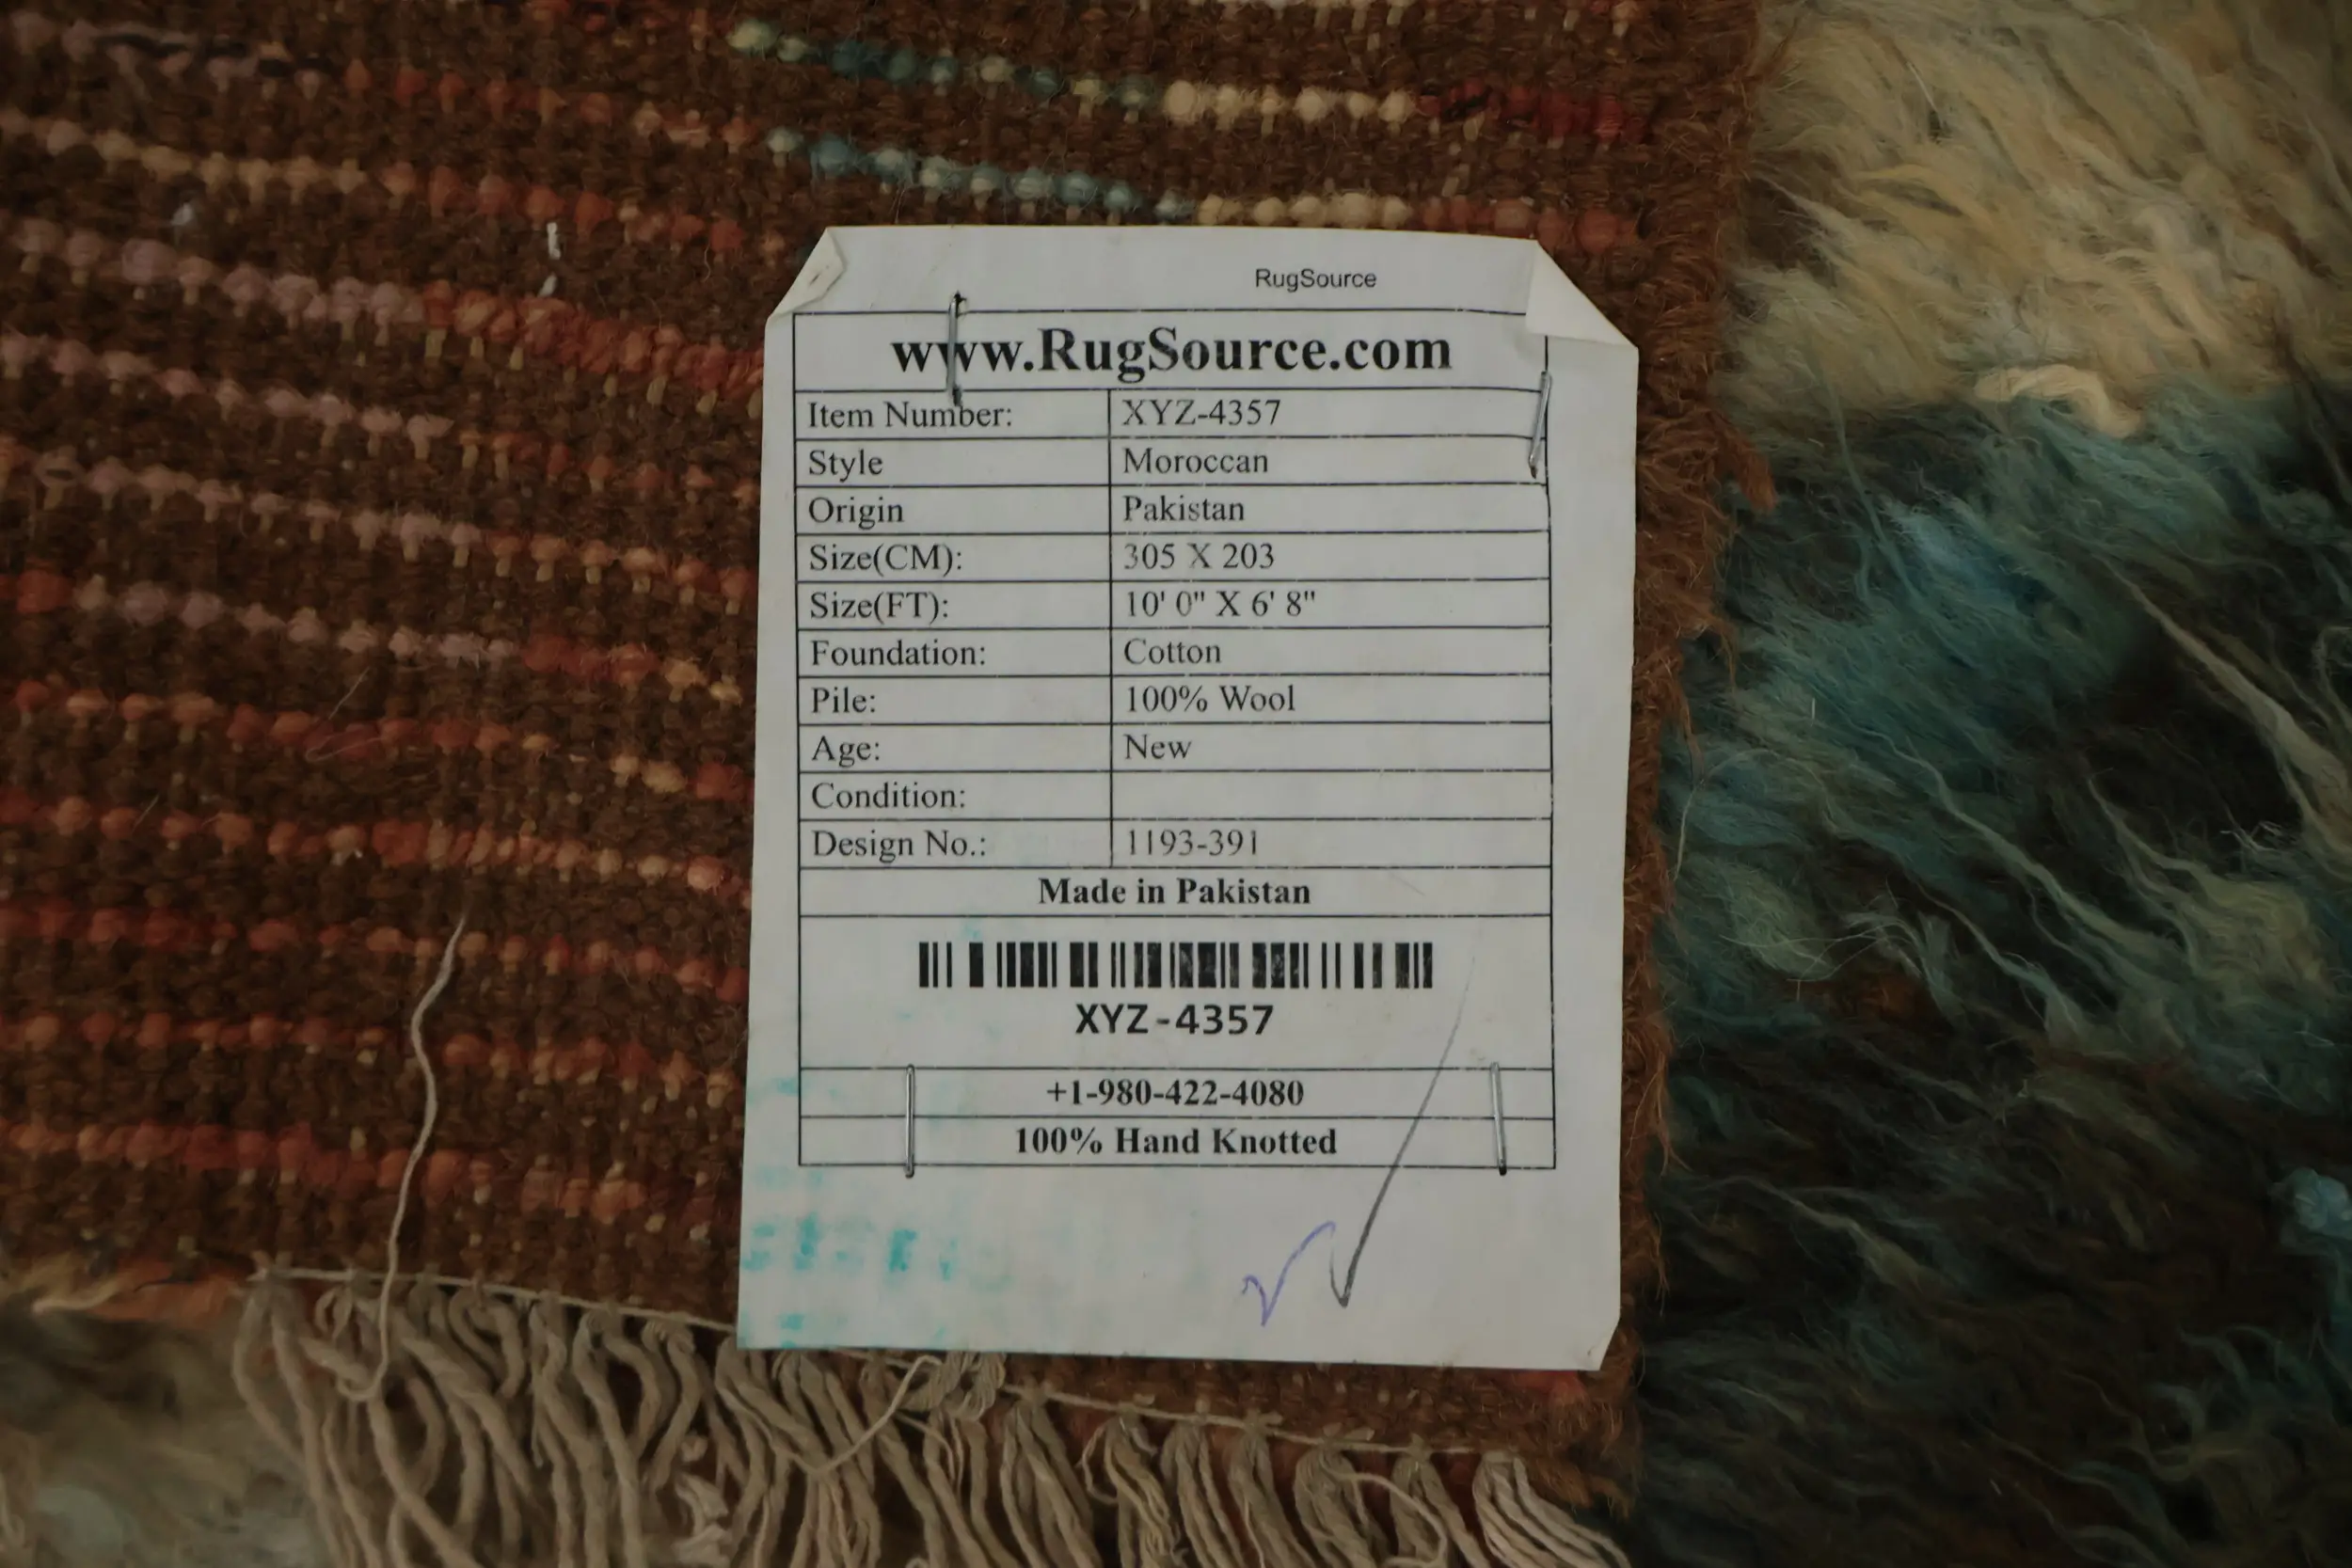 RugSource
www.RugSource.com
Item Number: XYZ-4357
Style Moroccan
Origin Pakistan
Size(CM): 305 X 203
Size(FT): 10' 0" X 6' 8"
Foundation: Cotton
Pile: 100% Wool
Age: New
Condition:
Design No.: 1193-391
Made in Pakistan
XYZ-4357
+1-980-422-4080
100% Hand Knotted